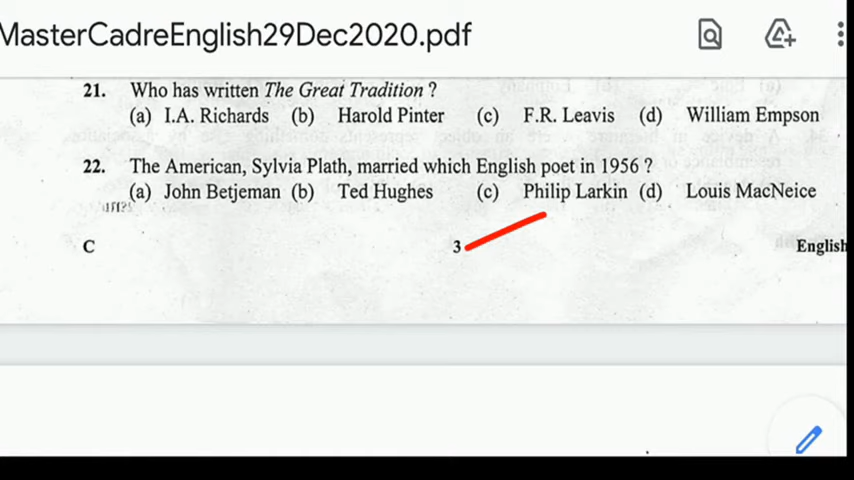 MasterCadreEnglish29Dec2020.pdf
21. Who has written The Great Tradition ?
(a) I.A. Richards (b) Harold Pinter (c) F.R. Leavis (d) William Empson
22. The American, Sylvia Plath, married which English poet in 1956 ?
(a) John Betjeman (b) Ted Hughes (c) Philip Larkin (d) Louis MacNeice
C 3 English